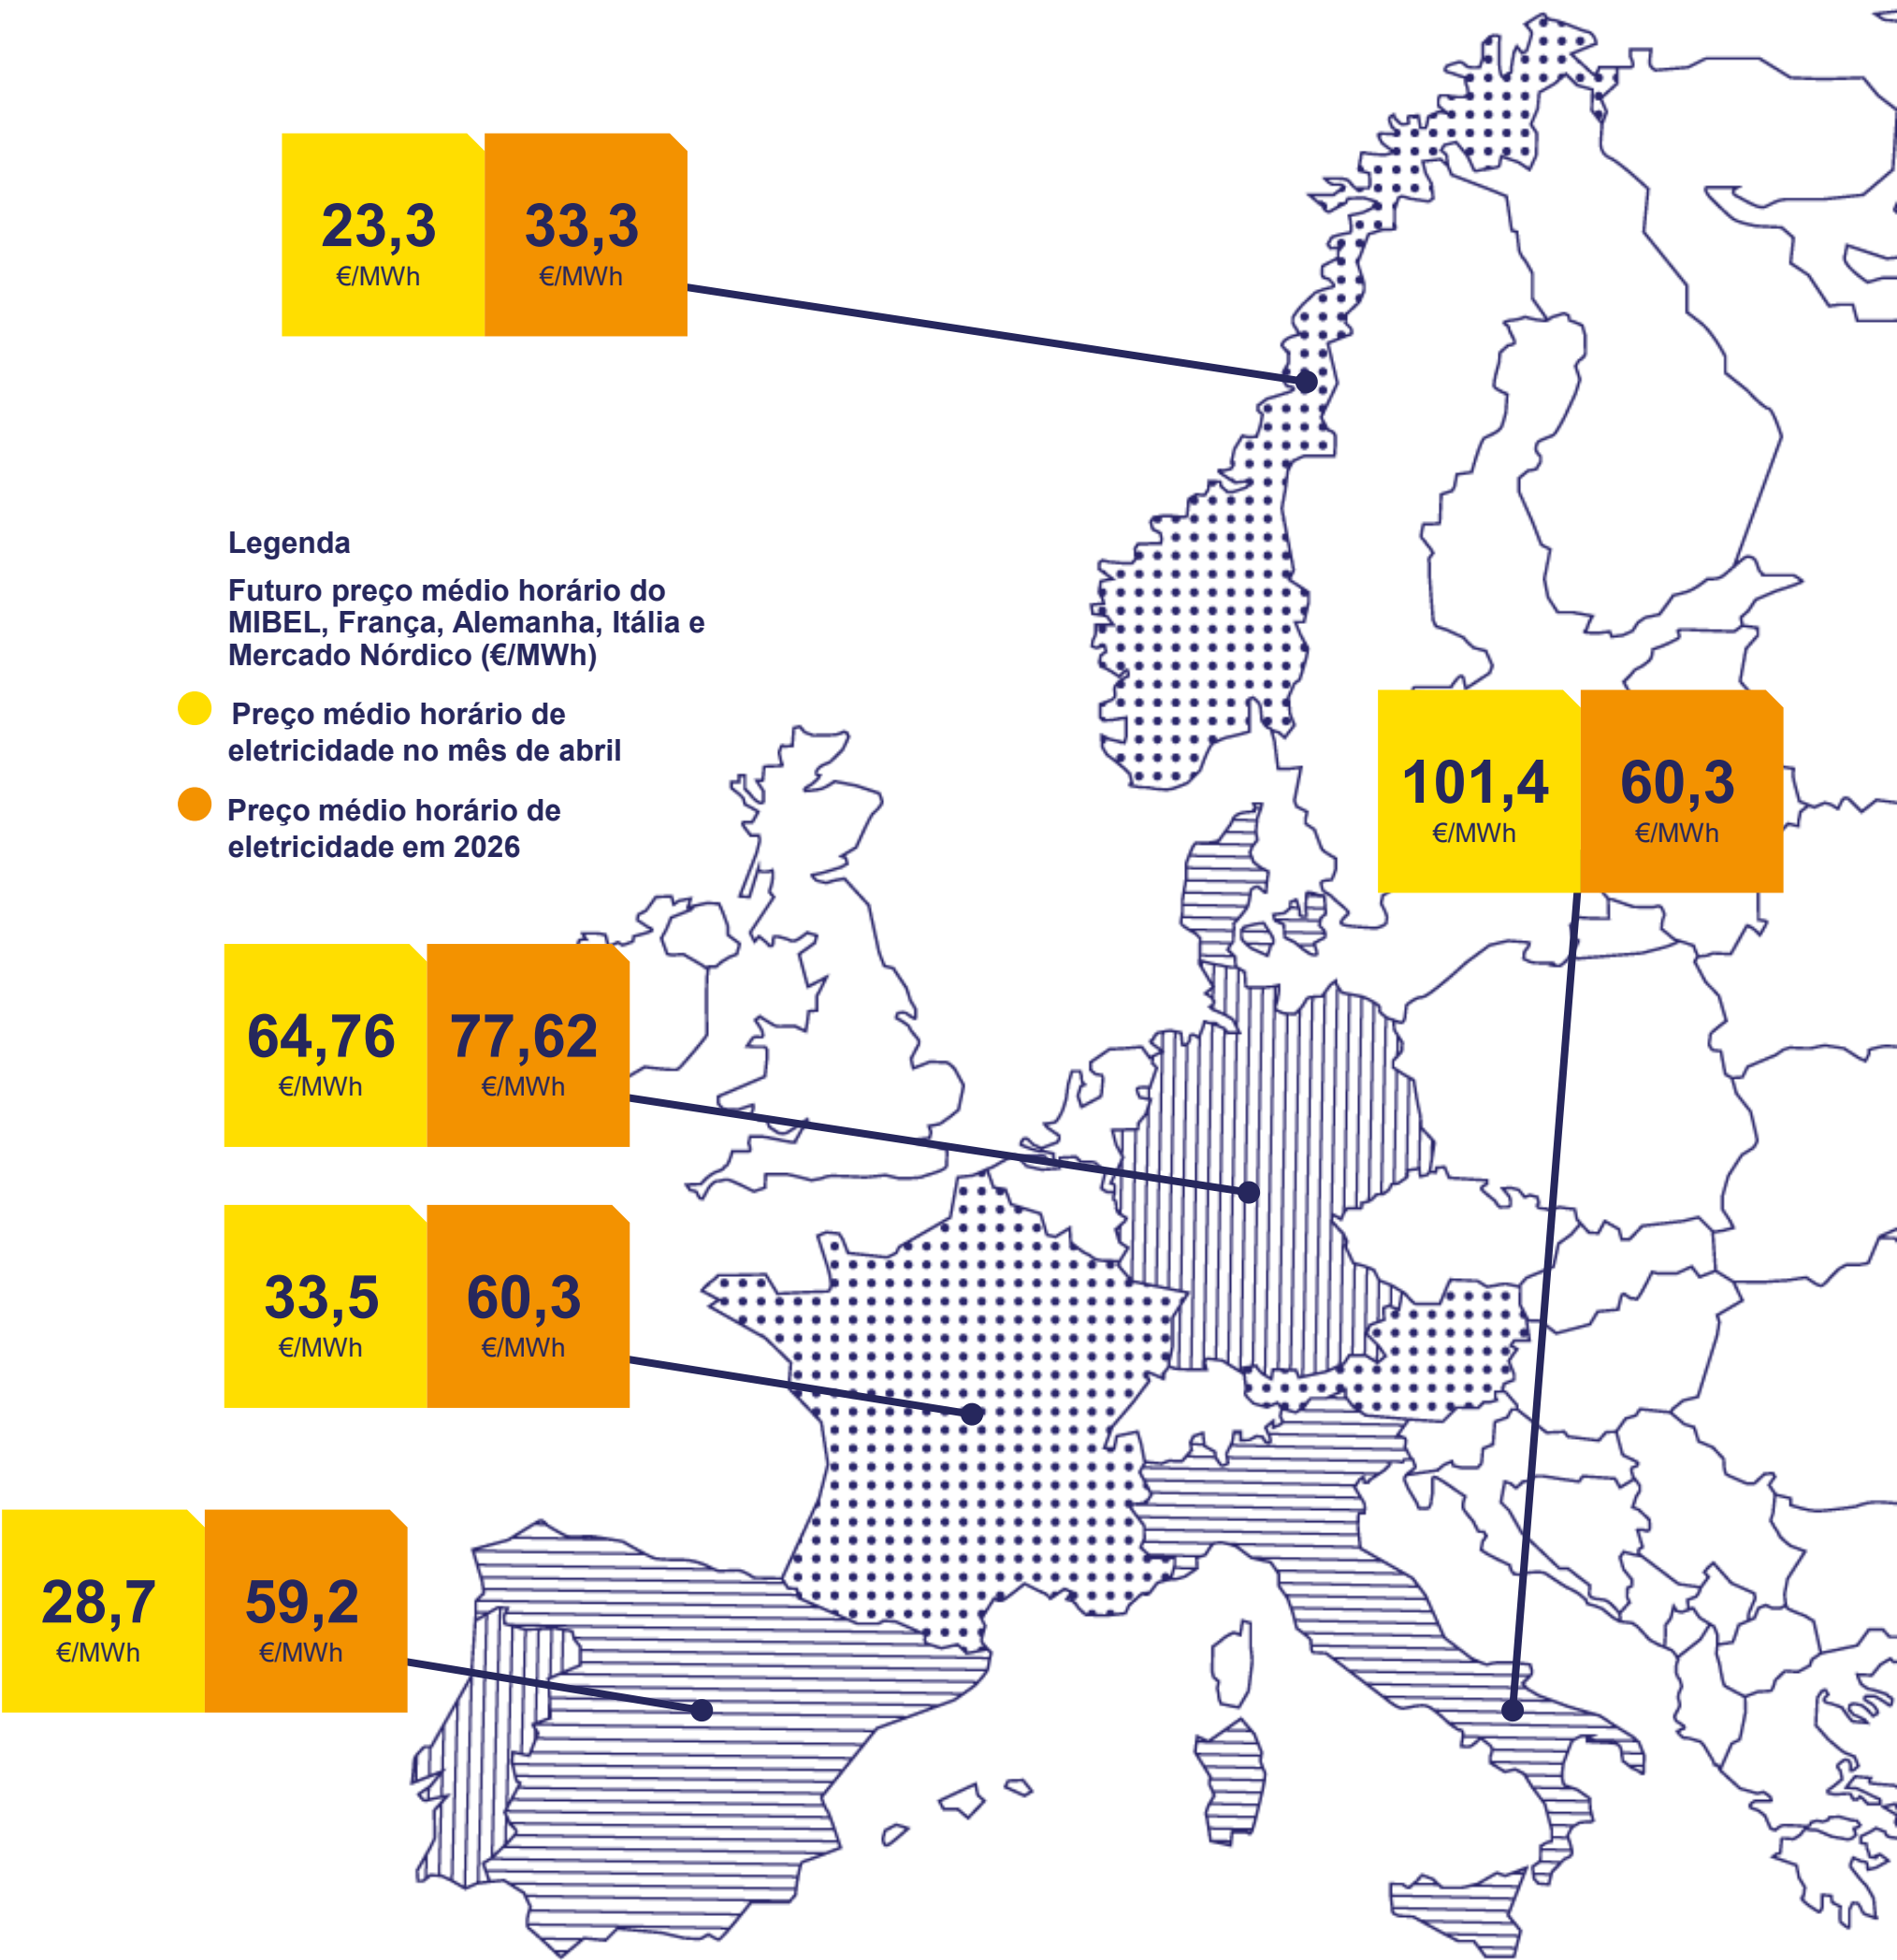 23,3
€/MWh
33,3
€/MWh
Legenda
Futuro preço médio horário do
MIBEL, França, Alemanha, Itália e
Mercado Nórdico (€/MWh)
Preço médio horário de
eletricidade no mês de abril
Preço médio horário de
eletricidade em 2026
101,4
€/MWh
60,3
€/MWh
64,76
€/MWh
77,62
€/MWh
33,5
€/MWh
60,3
€/MWh
28,7
€/MWh
59,2
€/MWh